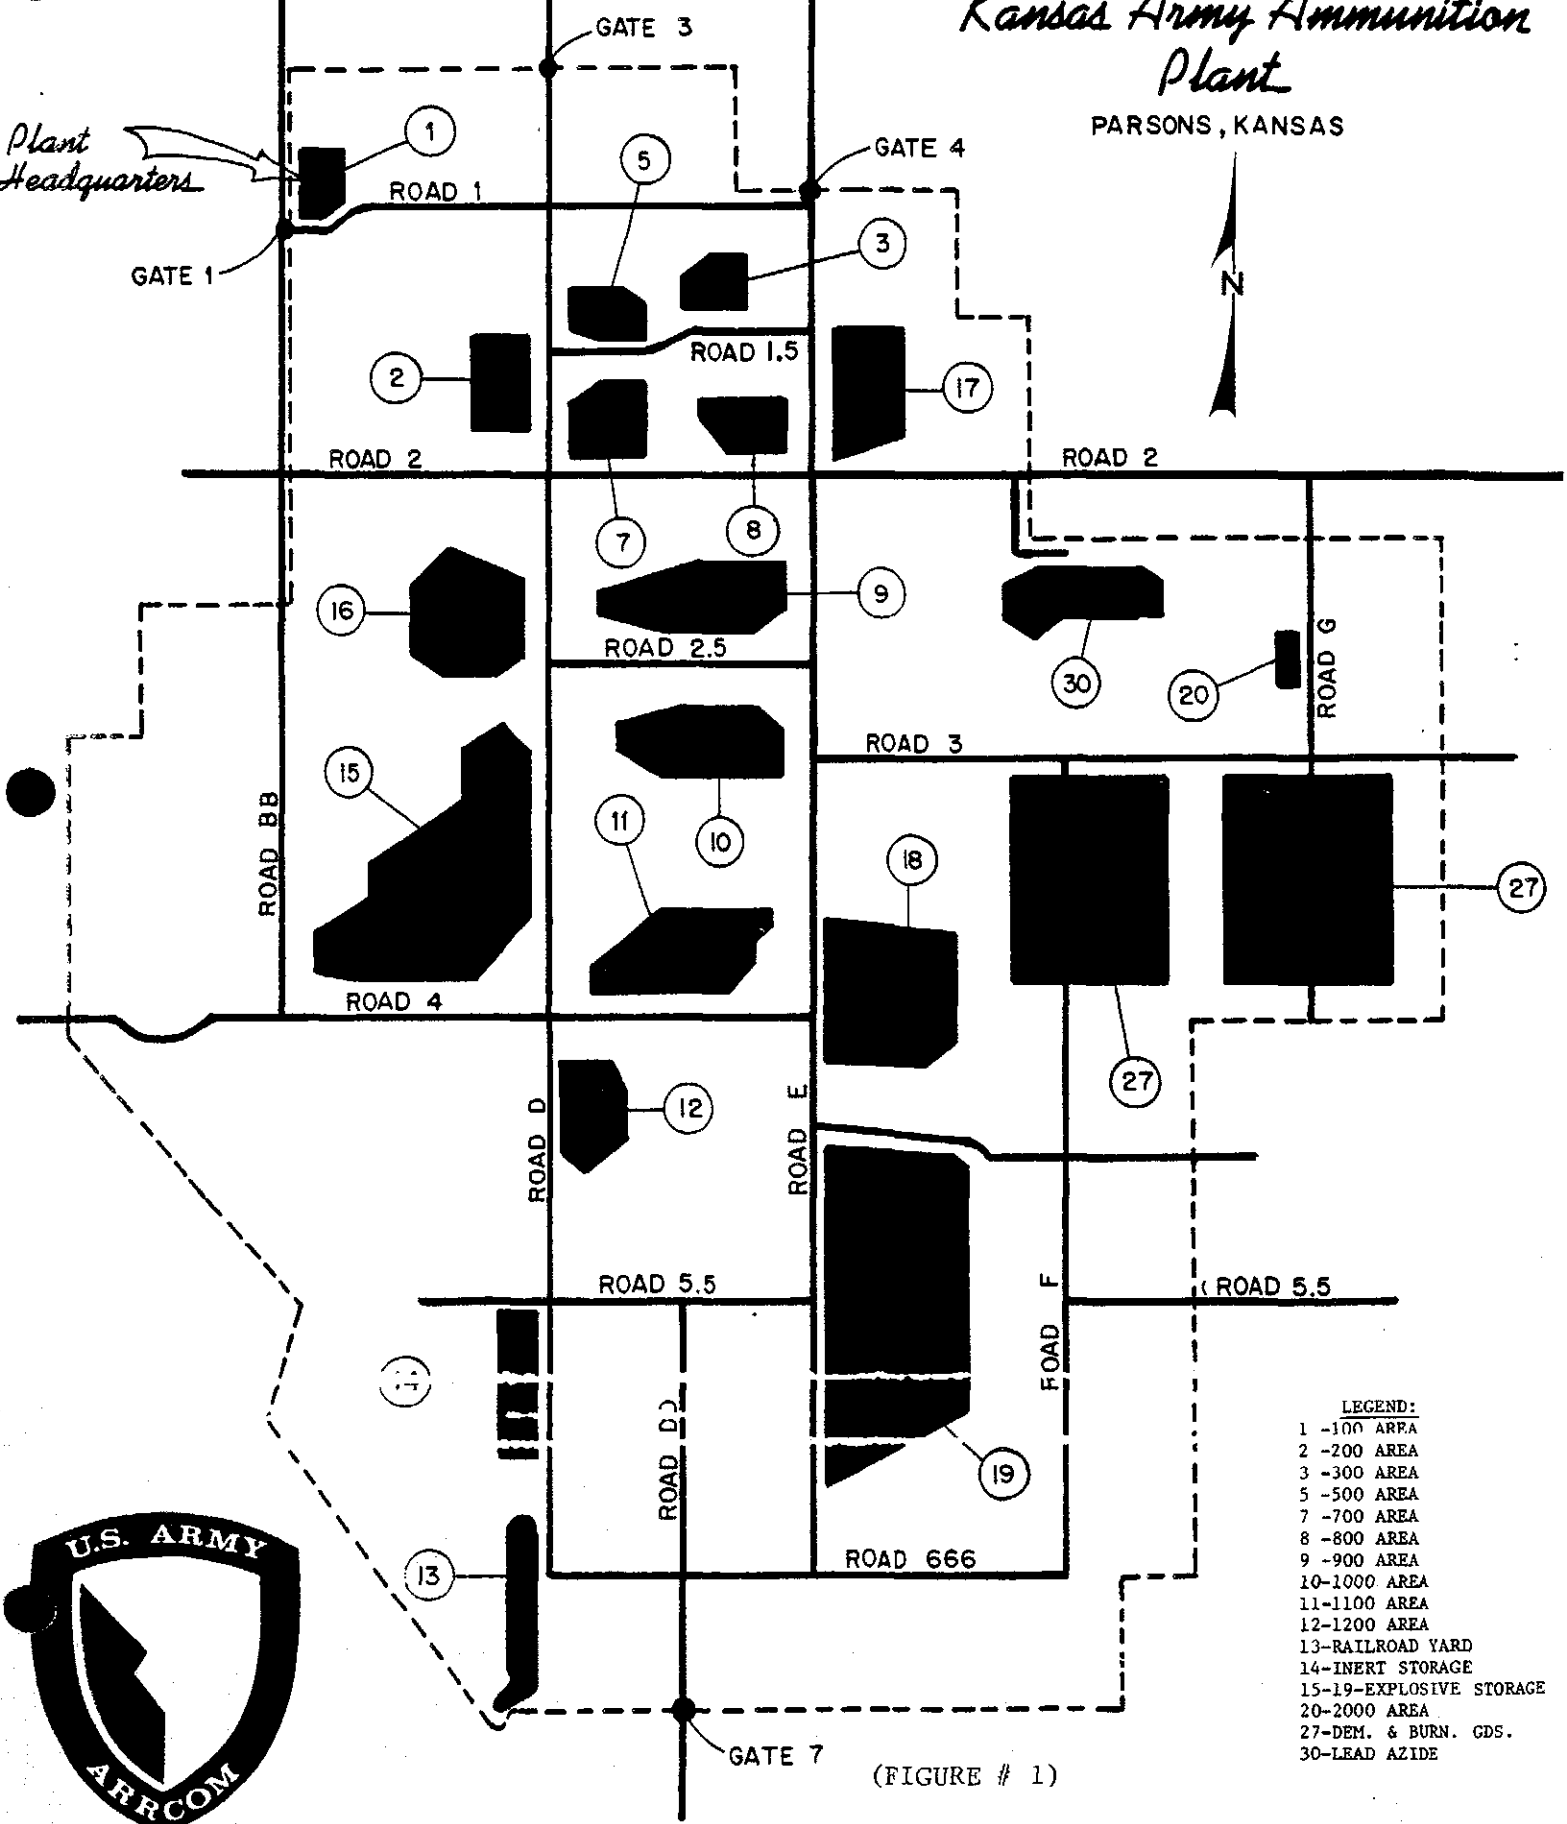 Kansas Army Ammunition
Plant
PARSONS, KANSAS
N
GATE 3
Plant
Headquarters
1
5
GATE 4
ROAD 1
3
GATE 1
2
ROAD 1.5
17
ROAD 2
ROAD 2
7
8
16
9
ROAD 2.5
30
20
ROAD G
ROAD 3
15
ROAD BB
11
10
18
27
ROAD 4
27
12
ROAD D
ROAD E
ROAD 5.5
ROAD F
ROAD 5.5
14
ROAD DD
19
13
ROAD 666
GATE 7
LEGEND:
1 -100 AREA
2 -200 AREA
3 -300 AREA
5 -500 AREA
7 -700 AREA
8 -800 AREA
9 -900 AREA
10-1000 AREA
11-1100 AREA
12-1200 AREA
13-RAILROAD YARD
14-INERT STORAGE
15-19-EXPLOSIVE STORAGE
20-2000 AREA
27-DEM. & BURN. GDS.
30-LEAD AZIDE
U.S. ARMY
ARRCOM
(FIGURE # 1)